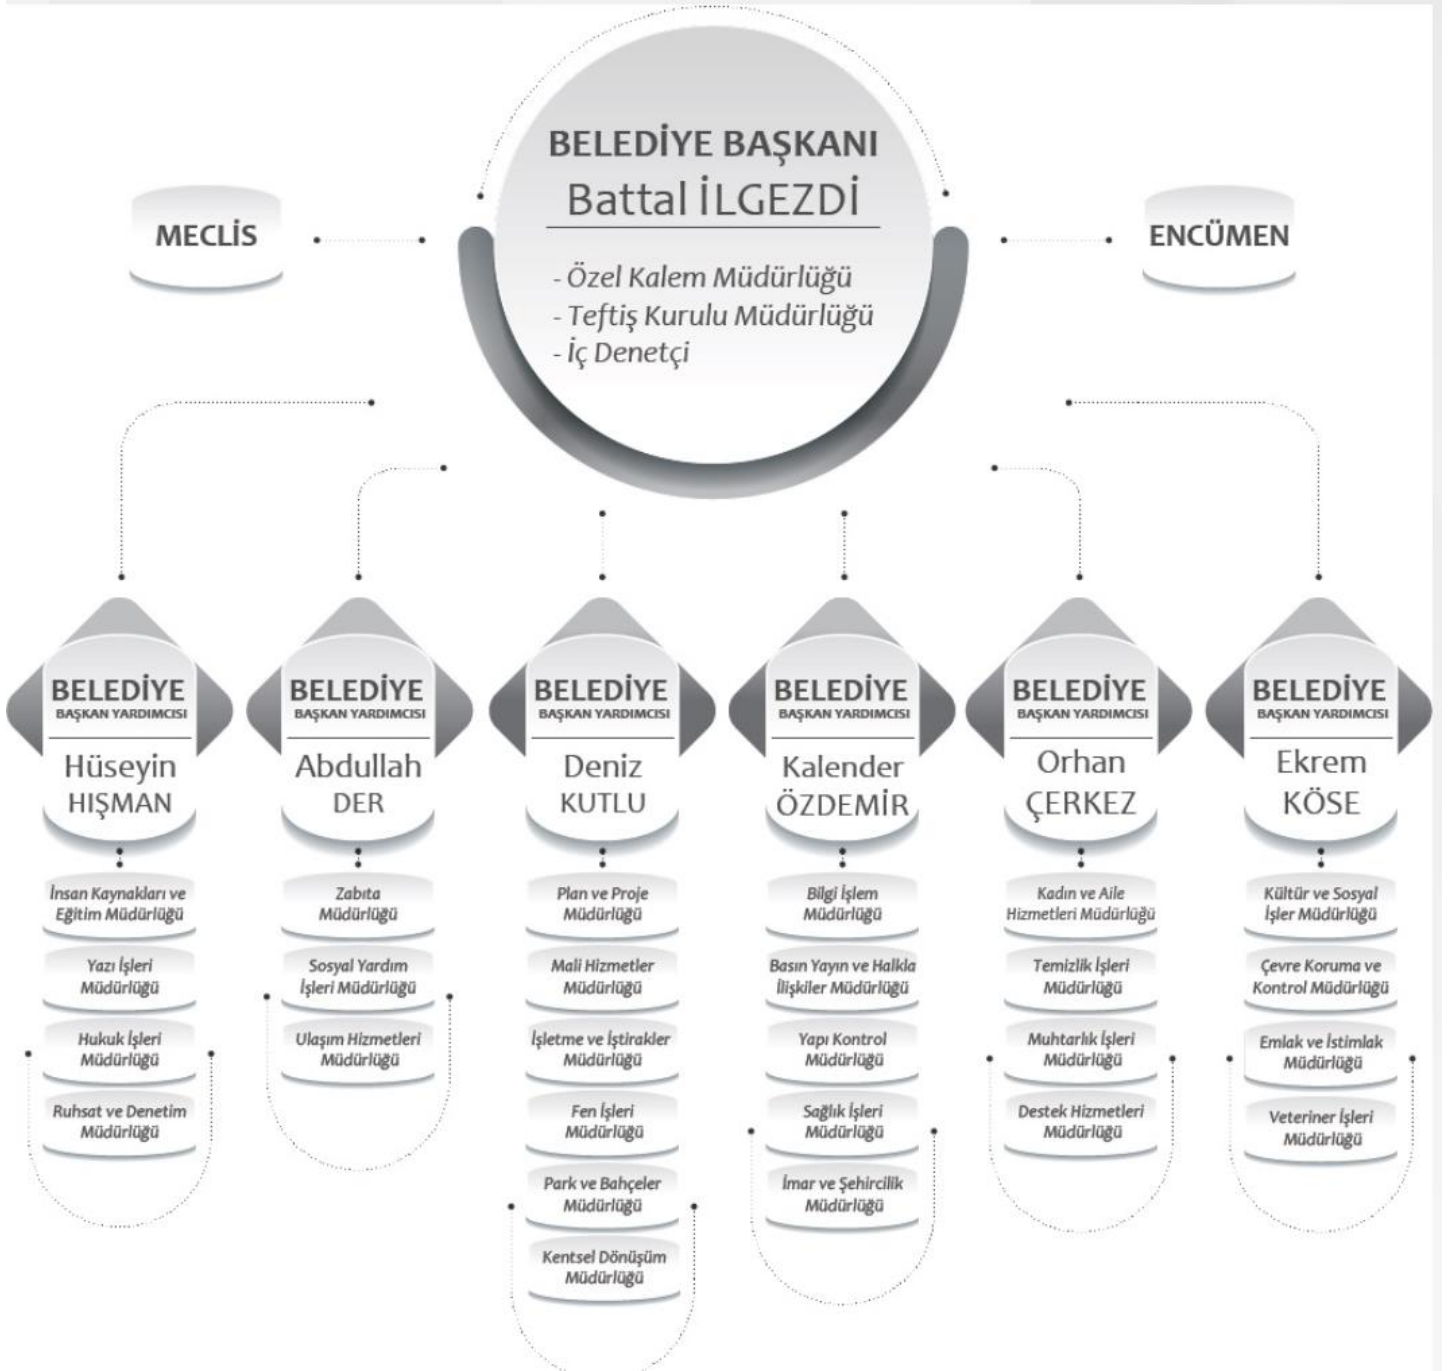 BELEDİYE BAŞKANI
Battal İLGEZDİ
- Özel Kalem Müdürlüğü
- Teftiş Kurulu Müdürlüğü
- İç Denetçi
MECLİS
ENCÜMEN
BELEDİYE
BAŞKAN YARDIMCISI
Hüseyin
HIŞMAN
İnsan Kaynakları ve
Eğitim Müdürlüğü
Yazı İşleri
Müdürlüğü
Hukuk İşleri
Müdürlüğü
Ruhsat ve Denetim
Müdürlüğü
BELEDİYE
BAŞKAN YARDIMCISI
Abdullah
DER
Zabıta
Müdürlüğü
Sosyal Yardım
İşleri Müdürlüğü
Ulaşım Hizmetleri
Müdürlüğü
BELEDİYE
BAŞKAN YARDIMCISI
Deniz
KUTLU
Plan ve Proje
Müdürlüğü
Mali Hizmetler
Müdürlüğü
İşletme ve İştirakler
Müdürlüğü
Fen İşleri
Müdürlüğü
Park ve Bahçeler
Müdürlüğü
Kentsel Dönüşüm
Müdürlüğü
BELEDİYE
BAŞKAN YARDIMCISI
Kalender
ÖZDEMİR
Bilgi İşlem
Müdürlüğü
Basın Yayın ve Halkla
İlişkiler Müdürlüğü
Yapı Kontrol
Müdürlüğü
Sağlık İşleri
Müdürlüğü
İmar ve Şehircilik
Müdürlüğü
BELEDİYE
BAŞKAN YARDIMCISI
Orhan
ÇERKEZ
Kadın ve Aile
Hizmetleri Müdürlüğü
Temizlik İşleri
Müdürlüğü
Muhtarlık İşleri
Müdürlüğü
Destek Hizmetleri
Müdürlüğü
BELEDİYE
BAŞKAN YARDIMCISI
Ekrem
KÖSE
Kültür ve Sosyal
İşler Müdürlüğü
Çevre Koruma ve
Kontrol Müdürlüğü
Emlak ve İstimlak
Müdürlüğü
Veteriner İşleri
Müdürlüğü